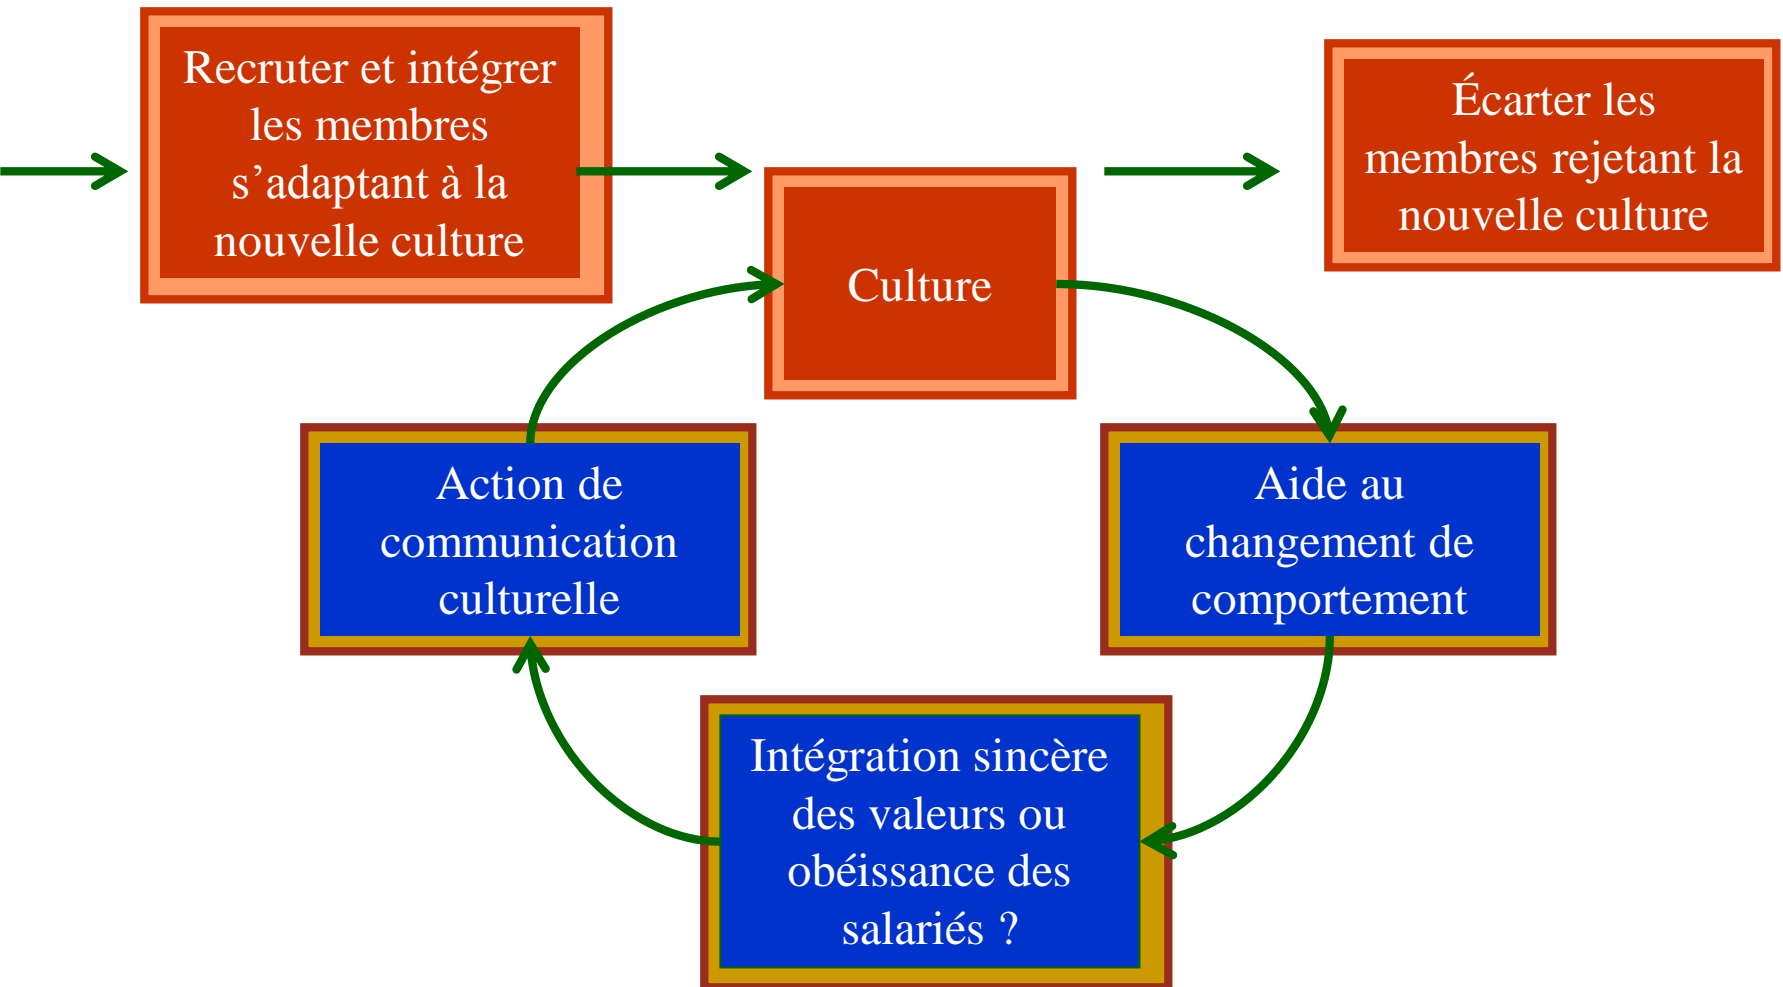 Recruter et intégrer
les membres
s’adaptant à la
nouvelle culture
Écarter les
membres rejetant la
nouvelle culture
Culture
Action de
communication
culturelle
Aide au
changement de
comportement
Intégration sincère
des valeurs ou
obéissance des
salariés ?